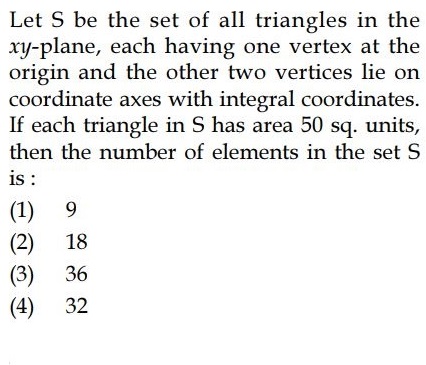 Let S be the set of all triangles in the
xy-plane, each having one vertex at the
origin and the other two vertices lie on
coordinate axes with integral coordinates.
If each triangle in S has area 50 sq. units,
then the number of elements in the set S
is :
(1) 9
(2) 18
(3) 36
(4) 32